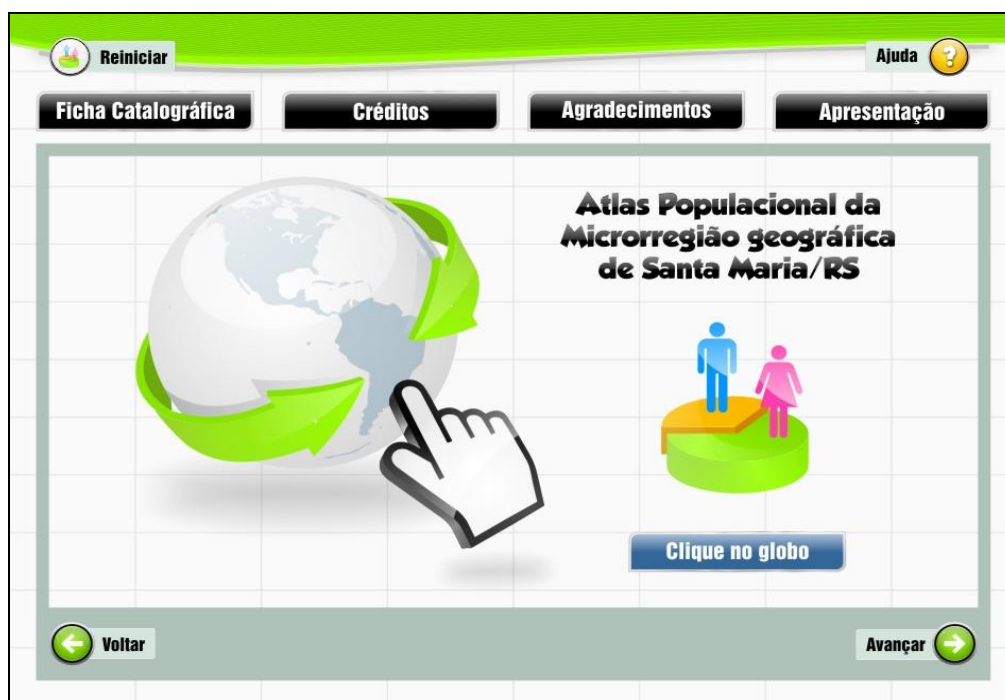 Reiniciar
Ajuda ?
Ficha Catalográfica
Créditos
Agradecimentos
Apresentação
Atlas Populacional da
Microrregião geográfica
de Santa Maria/RS
Clique no globo
Voltar
Avançar